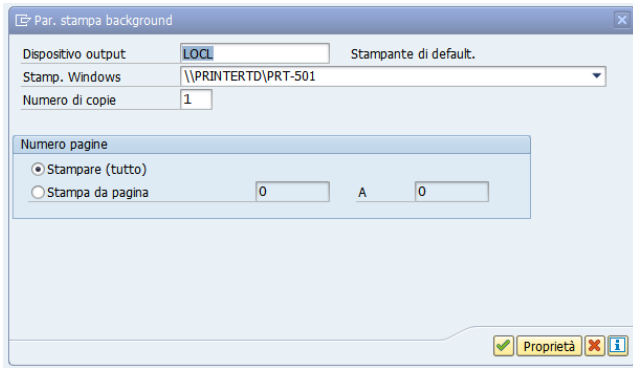 Par. stampa background
Dispositivo output LOCL Stampante di default.
Stamp. Windows \\PRINTERTD\PRT-501
Numero di copie 1
Numero pagine
Stampare (tutto)
Stampa da pagina 0 A 0
Proprietà